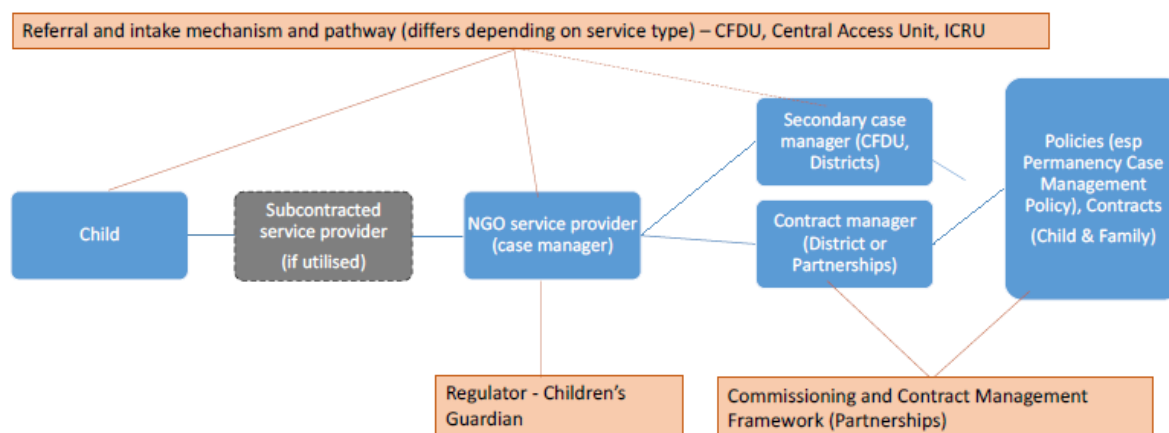 Referral and intake mechanism and pathway (differs depending on service type) – CFDU, Central Access Unit, ICRU
Child
Subcontracted
service provider
(if utilised)
NGO service provider
(case manager)
Secondary case
manager (CFDU,
Districts)
Contract manager
(District or
Partnerships)
Policies (esp
Permanency Case
Management
Policy), Contracts
(Child & Family)
Regulator - Children's
Guardian
Commissioning and Contract Management
Framework (Partnerships)